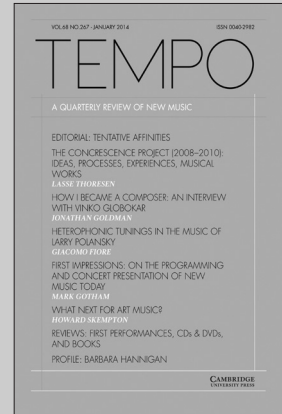 VOL.68 NO.267 - JANUARY 2014 ISSN 0040-2982
TEMPO
A QUARTERLY REVIEW OF NEW MUSIC
EDITORIAL: TENTATIVE AFFINITIES
THE CONCRESCENCE PROJECT (2008–2010):
IDEAS, PROCESSES, EXPERIENCES, MUSICAL
WORKS
LASSE THORESEN
HOW I BECAME A COMPOSER: AN INTERVIEW
WITH VINKO GLOBOKAR
JONATHAN GOLDMAN
HETEROPHONIC TUNINGS IN THE MUSIC OF
LARRY POLANSKY
GIACOMO FIORE
FIRST IMPRESSIONS: ON THE PROGRAMMING
AND CONCERT PRESENTATION OF NEW
MUSIC TODAY
MARK GOTHAM
WHAT NEXT FOR ART MUSIC?
HOWARD SKEMPTON
REVIEWS: FIRST PERFORMANCES, CDs & DVDs,
AND BOOKS
PROFILE: BARBARA HANNIGAN
CAMBRIDGE
UNIVERSITY PRESS